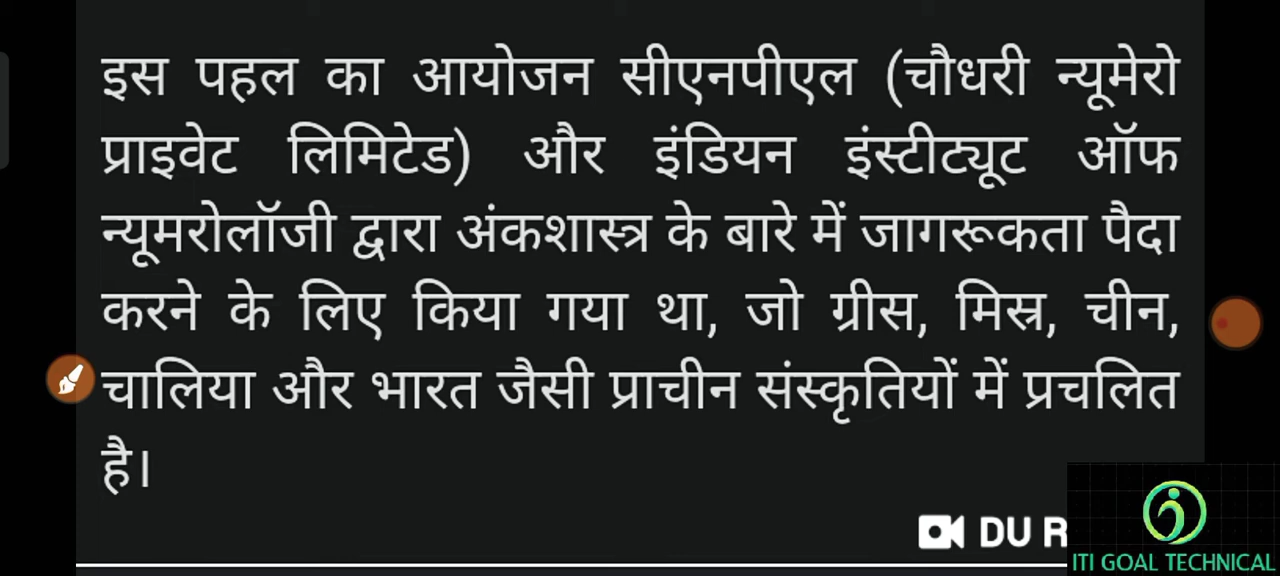 इस पहल का आयोजन सीएनपीएल (चौधरी न्यूमेरो
प्राइवेट लिमिटेड) और इंडियन इंस्टीट्यूट ऑफ
न्यूमरोलॉजी द्वारा अंकशास्त्र के बारे में जागरूकता पैदा
करने के लिए किया गया था, जो ग्रीस, मिस्र, चीन,
चालिया और भारत जैसी प्राचीन संस्कृतियों में प्रचलित
है।
DU R
ITI GOAL TECHNICAL